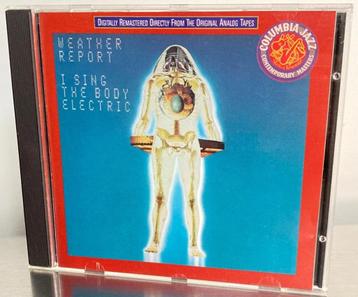 DIGITALLY REMASTERED DIRECTLY FROM THE ORIGINAL ANALOG TAPES
WEATHER
REPORT
I SING
THE BODY
ELECTRIC
COLUMBIA JAZZ
CONTEMPORARY MASTERS